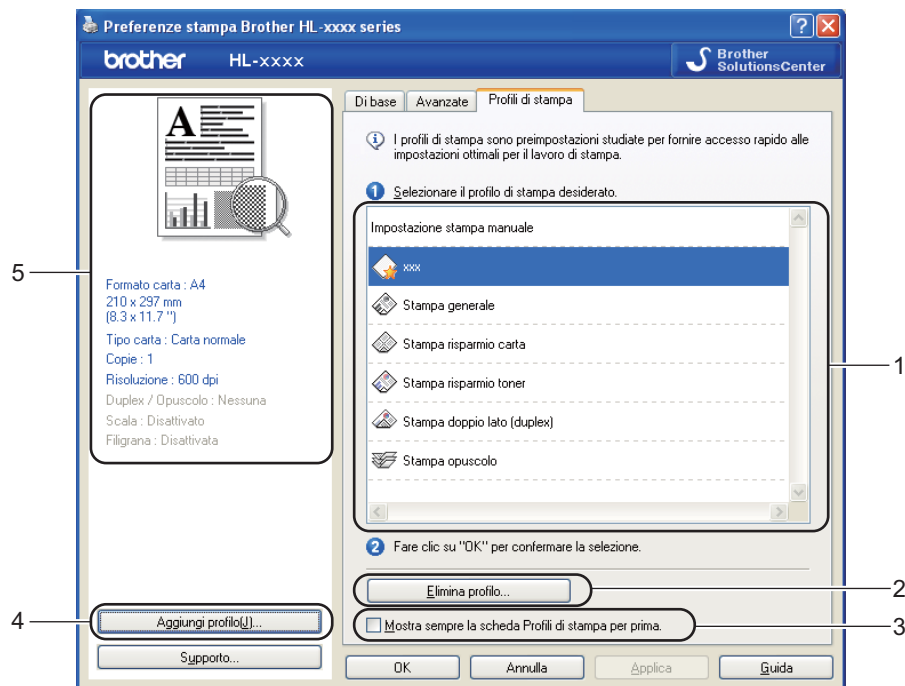 Preferenze stampa Brother HL-xxxx series
brother HL-xxxx
Brother
SolutionsCenter
A
Formato carta : A4
210 x 297 mm
(8.3 x 11.7 ")
Tipo carta : Carta normale
Copie : 1
Risoluzione : 600 dpi
Duplex / Opuscolo : Nessuna
Scala : Disattivato
Filigrana : Disattivata
5
Aggiungi profilo(J)...
4
Supporto...
Di base Avanzate Profili di stampa
I profili di stampa sono preimpostazioni studiate per fornire accesso rapido alle
impostazioni ottimali per il lavoro di stampa.
1 Selezionare il profilo di stampa desiderato.
Impostazione stampa manuale
xxx
Stampa generale
Stampa risparmio carta
Stampa risparmio toner
Stampa doppio lato (duplex)
Stampa opuscolo
1
2 Fare clic su "OK" per confermare la selezione.
Elimina profilo...
2
Mostra sempre la scheda Profili di stampa per prima.
3
OK Annulla Applica Guida